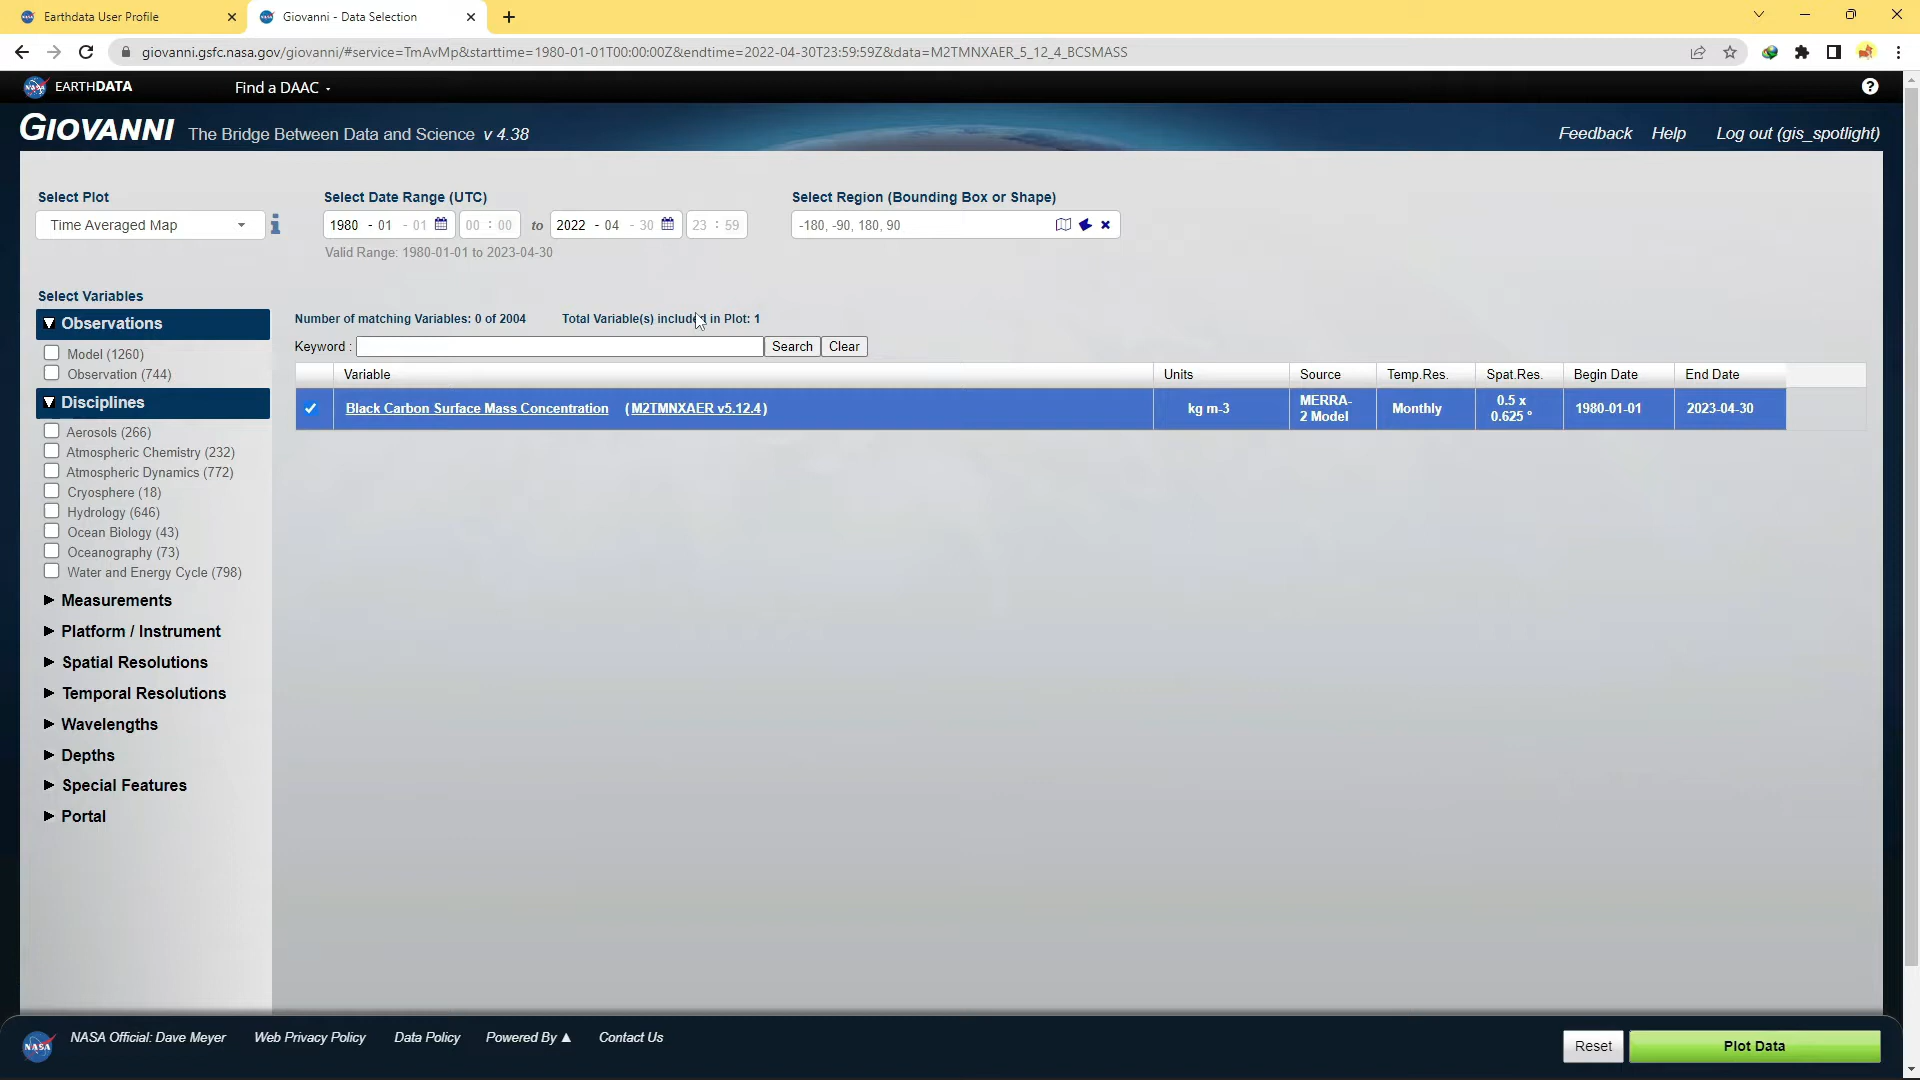 Earthdata User Profile
Giovanni - Data Selection
giovanni.gsfc.nasa.gov/giovanni/#service=TmAvMp&starttime=1980-01-01T00:00:00Z&endtime=2022-04-30T23:59:59Z&data=M2TMNXAER_5_12_4_BCSMASS
NASA EARTHDATA Find a DAAC - ?
GIOVANNI The Bridge Between Data and Science v 4.38 Feedback Help Log out (gis_spotlight)
Select Plot Select Date Range (UTC) Select Region (Bounding Box or Shape)
Time Averaged Map i 1980 - 01 - 01 00 : 00 to 2022 - 04 - 30 23 : 59 -180, -90, 180, 90
Valid Range: 1980-01-01 to 2023-04-30
Select Variables
Observations
Model (1260)
Observation (744)
Disciplines
Aerosols (266)
Atmospheric Chemistry (232)
Atmospheric Dynamics (772)
Cryosphere (18)
Hydrology (646)
Ocean Biology (43)
Oceanography (73)
Water and Energy Cycle (798)
Measurements
Platform / Instrument
Spatial Resolutions
Temporal Resolutions
Wavelengths
Depths
Special Features
Portal
Number of matching Variables: 0 of 2004 Total Variable(s) included in Plot: 1
Keyword : Search Clear
Variable Units Source Temp.Res. Spat.Res. Begin Date End Date
Black Carbon Surface Mass Concentration (M2TMNXAER v5.12.4) kg m-3 MERRA-2 Model Monthly 0.5 x 0.625 ° 1980-01-01 2023-04-30
NASA NASA Official: Dave Meyer Web Privacy Policy Data Policy Powered By ▲ Contact Us Reset Plot Data